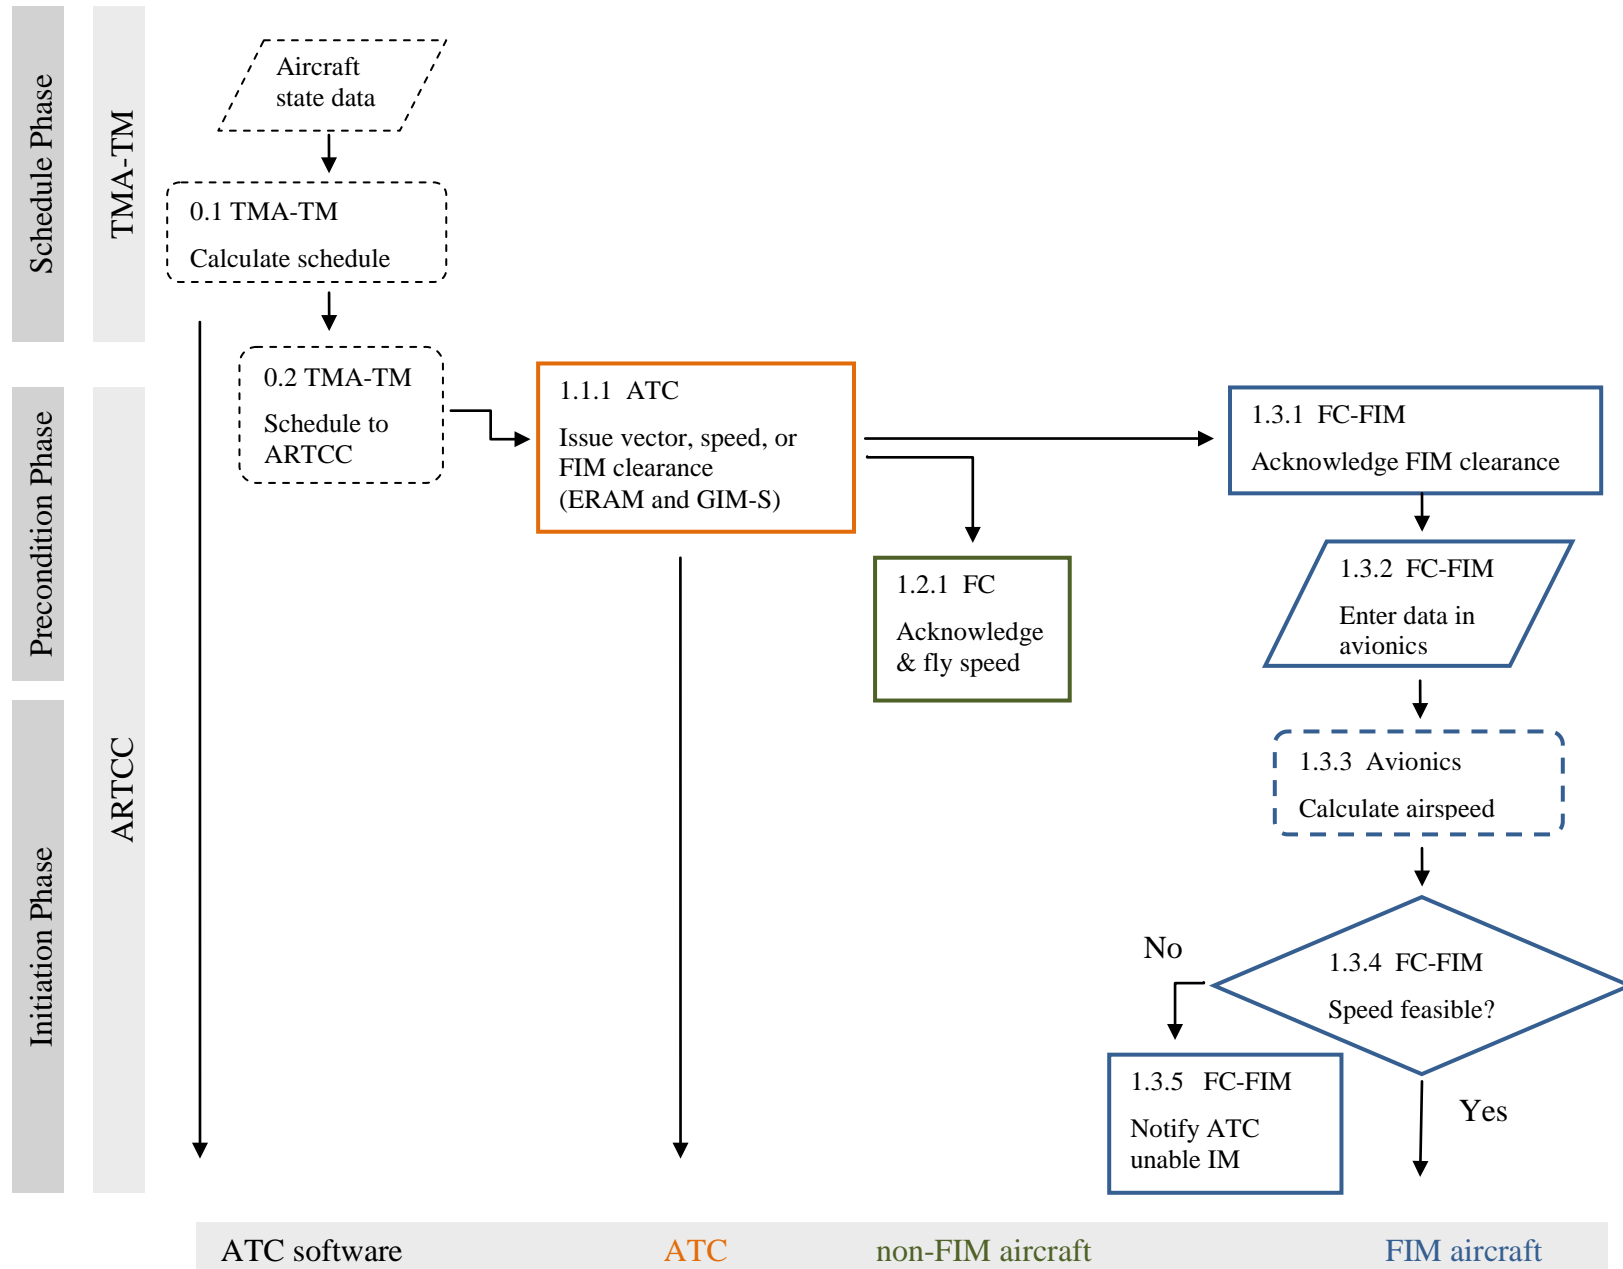 Schedule Phase
TMA-TM
Aircraft
state data
0.1 TMA-TM
Calculate schedule
0.2 TMA-TM
Schedule to
ARTCC
Precondition Phase
ARTCC
Initiation Phase
1.1.1 ATC
Issue vector, speed, or
FIM clearance
(ERAM and GIM-S)
1.2.1 FC
Acknowledge
& fly speed
1.3.1 FC-FIM
Acknowledge FIM clearance
1.3.2 FC-FIM
Enter data in
avionics
1.3.3 Avionics
Calculate airspeed
1.3.4 FC-FIM
Speed feasible?
No
Yes
1.3.5 FC-FIM
Notify ATC
unable IM
ATC software
ATC
non-FIM aircraft
FIM aircraft